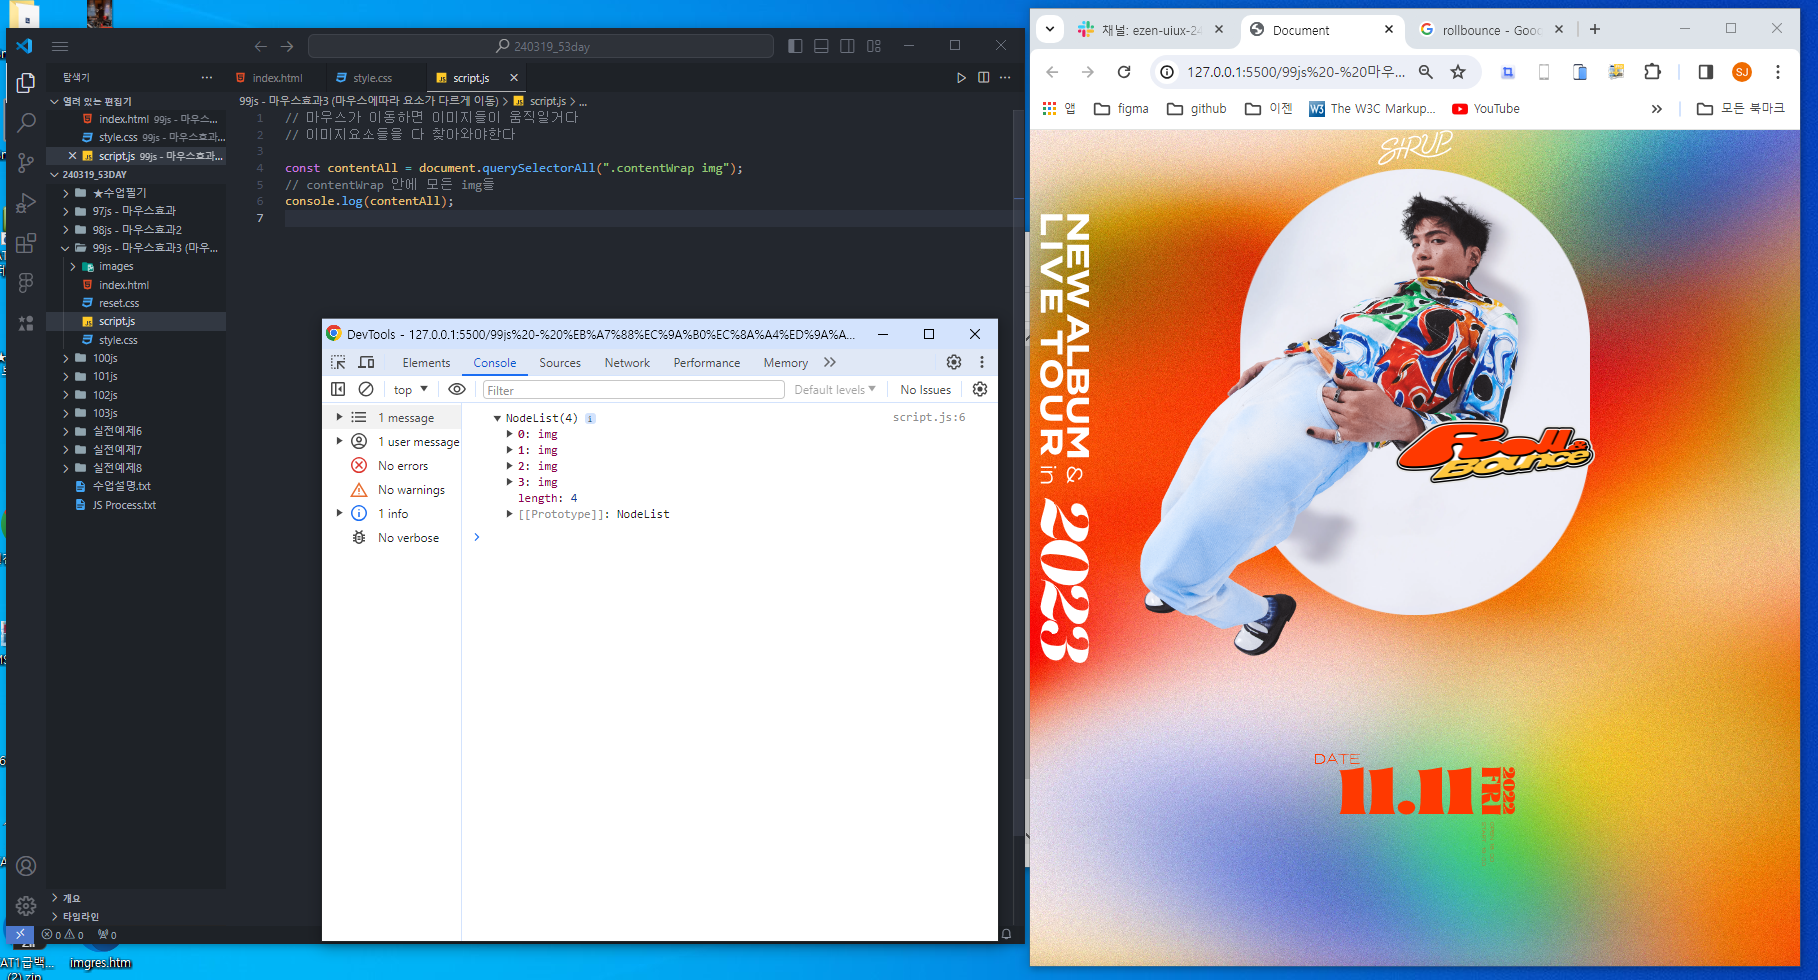 240319_53day
탐색기
index.html
style.css
script.js
열려 있는 편집기
index.html 99js - 마우스...
style.css 99js - 마우스효과...
script.js 99js - 마우스효과...
240319_53DAY
★수업필기
97js - 마우스효과
98js - 마우스효과2
99js - 마우스효과3 (마우...
images
index.html
reset.css
script.js
style.css
100js
101js
102js
103js
실전예제6
실전예제7
실전예제8
수업설명.txt
JS Process.txt
개요
타임라인
0 0 0
99js - 마우스효과3 (마우스에따라 요소가 다르게 이동) > script.js > ...
1 // 마우스가 이동하면 이미지들이 움직일거다
2 // 이미지요소들을 다 찾아와야한다
3
4 const contentAll = document.querySelectorAll(".contentWrap img");
5 // contentWrap 안에 모든 img들
6 console.log(contentAll);
7
DevTools - 127.0.0.1:5500/99js%20-%20%EB%A7%88%EC%9A%B0%EC%8A%A4%ED%9A%A...
Elements Console Sources Network Performance Memory
top Filter Default levels No Issues
1 message
1 user message
No errors
No warnings
1 info
No verbose
NodeList(4) i script.js:6
0: img
1: img
2: img
3: img
length: 4
[[Prototype]]: NodeList
채널: ezen-uiux-24
Document
rollbounce - Goo
127.0.0.1:5500/99js%20-%20마우...
SJ
앱 figma github 이젠 The W3C Markup... YouTube 모든 북마크
SIRUP
NEW ALBUM &
LIVE TOUR in
2023
Roll &
Bounce
DATE
11.11 FRI 2022
AT1급백...
(2).zip
imgres.htm